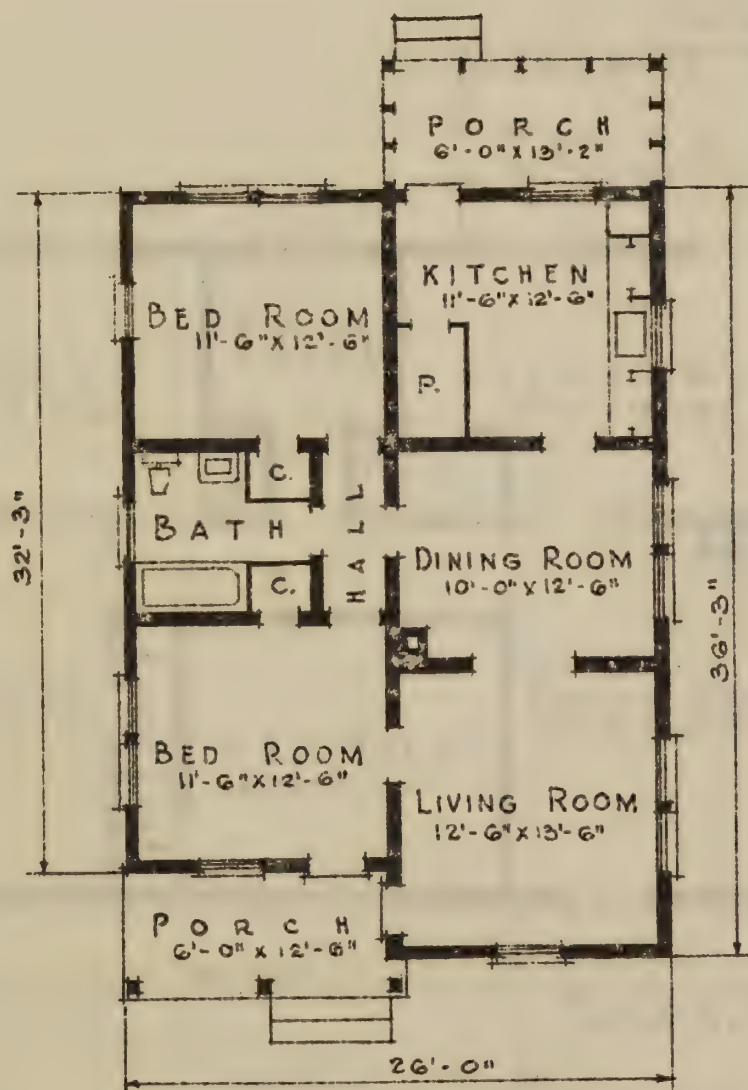 PORCH
6'-0" X 13'-2"
KITCHEN
11'-6" X 12'-6"
BED ROOM
11'-6" X 12'-6"
P.
C.
BATH
HALL
DINING ROOM
10'-0" X 12'-6"
C.
32'-3"
36'-3"
BED ROOM
11'-6" X 12'-6"
LIVING ROOM
12'-6" X 13'-6"
PORCH
6'-0" X 12'-6"
26'-0"